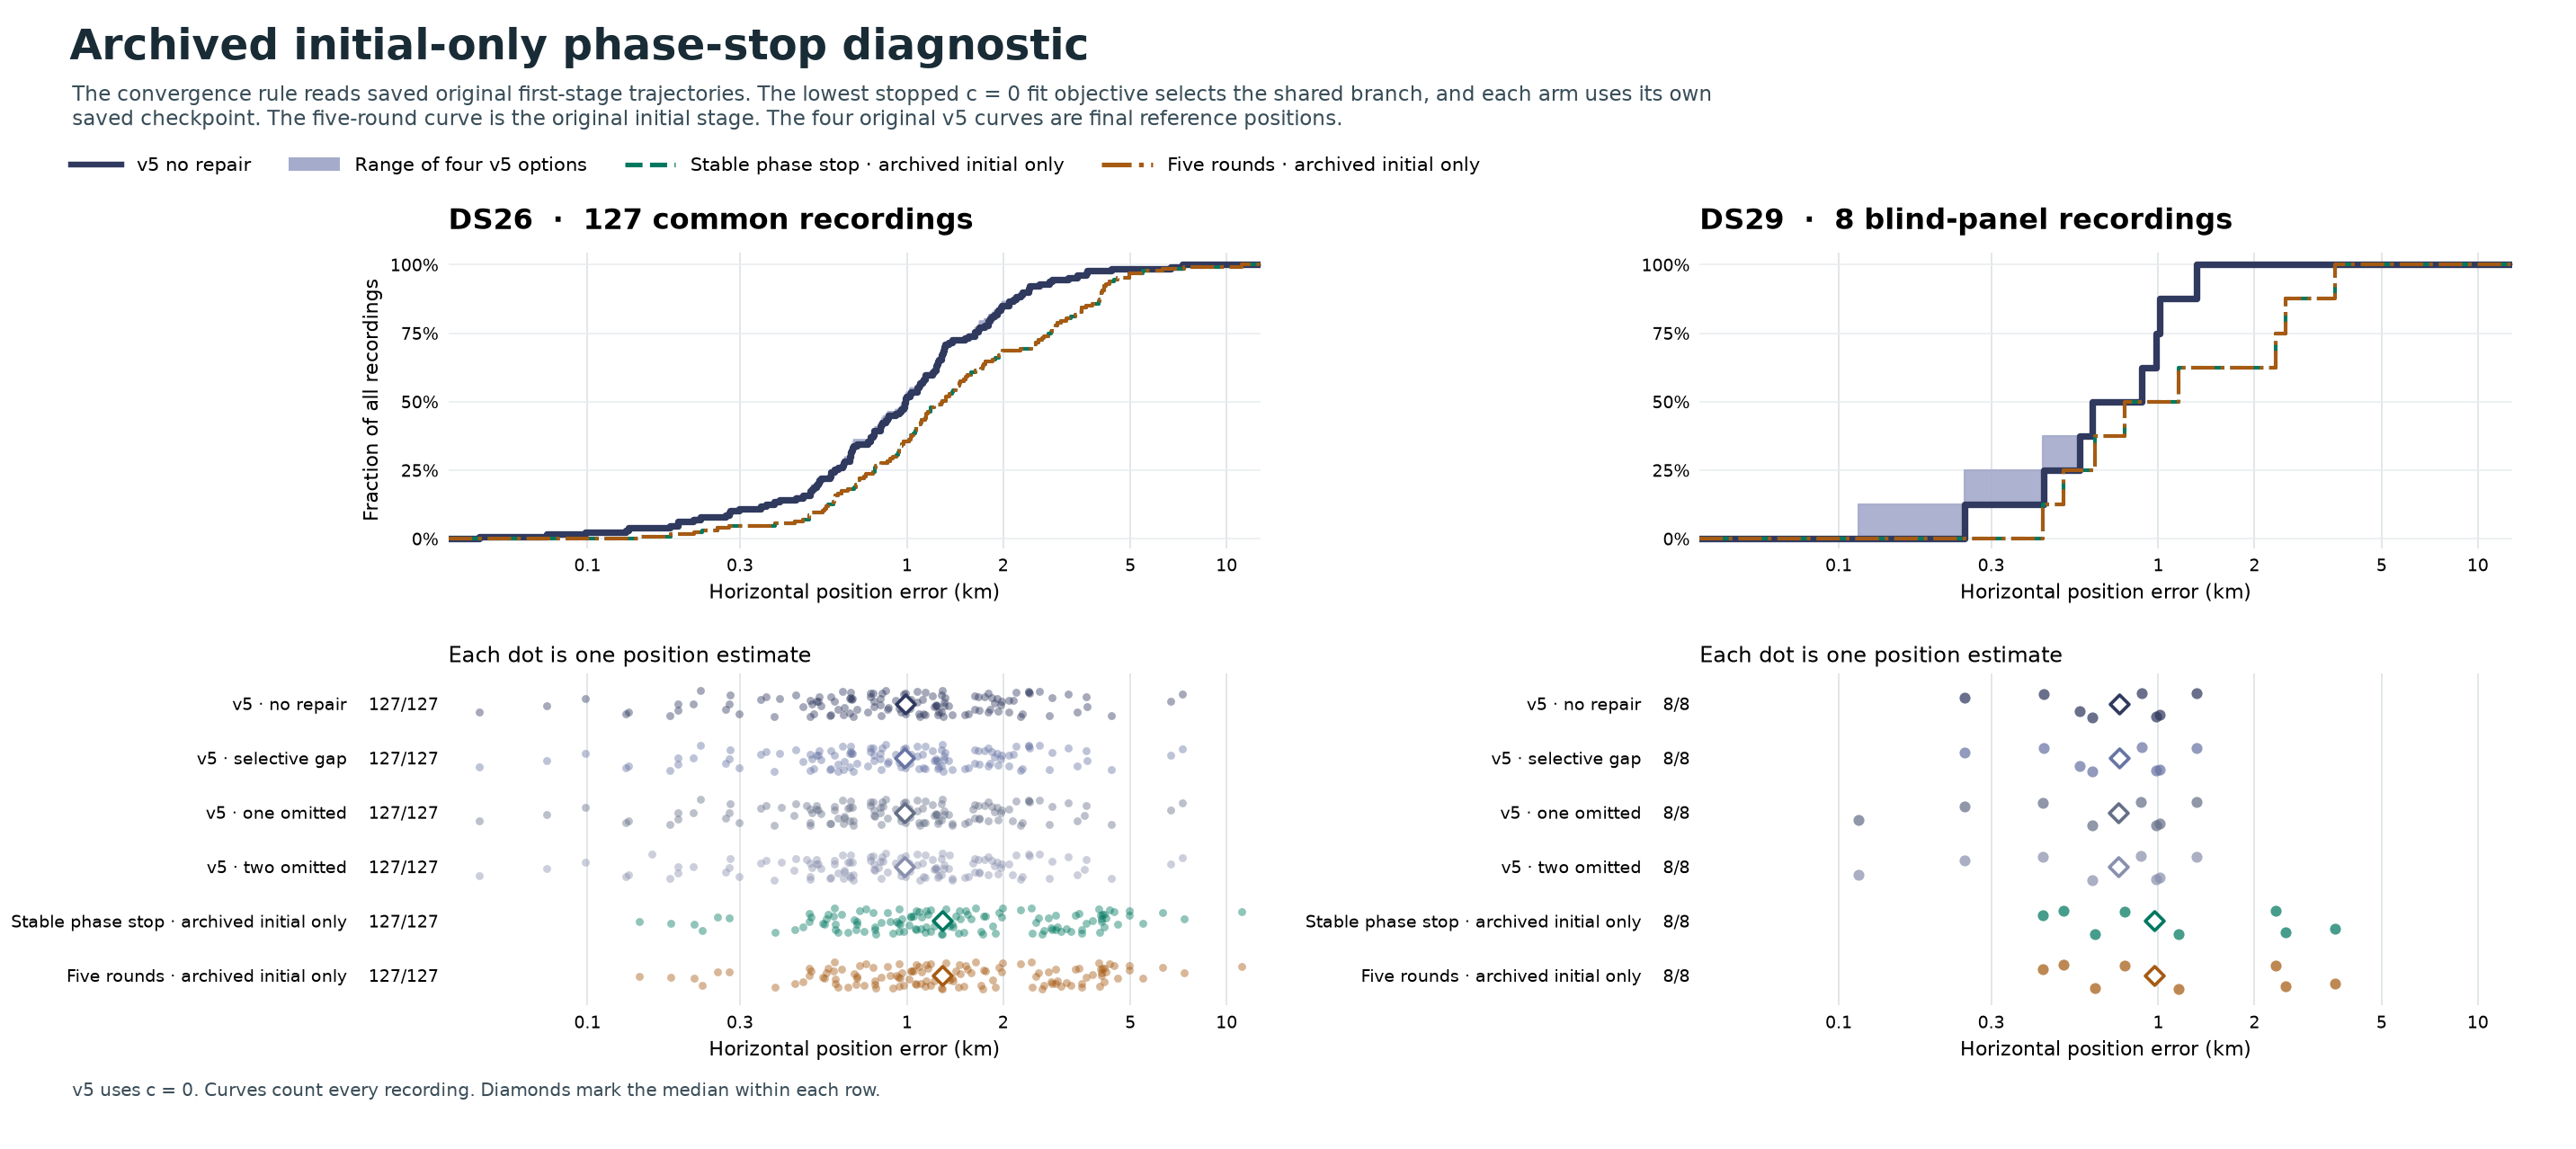 Archived initial-only phase-stop diagnostic
The convergence rule reads saved original first-stage trajectories. The lowest stopped c = 0 fit objective selects the shared branch, and each arm uses its own
saved checkpoint. The five-round curve is the original initial stage. The four original v5 curves are final reference positions.
v5 no repair
Range of four v5 options
Stable phase stop · archived initial only
Five rounds · archived initial only
DS26 · 127 common recordings
Fraction of all recordings
100%
75%
50%
25%
0%
0.1 0.3 1 2 5 10
Horizontal position error (km)
DS29 · 8 blind-panel recordings
100%
75%
50%
25%
0%
0.1 0.3 1 2 5 10
Horizontal position error (km)
Each dot is one position estimate
v5 · no repair 127/127
v5 · selective gap 127/127
v5 · one omitted 127/127
v5 · two omitted 127/127
Stable phase stop · archived initial only 127/127
Five rounds · archived initial only 127/127
0.1 0.3 1 2 5 10
Horizontal position error (km)
Each dot is one position estimate
v5 · no repair 8/8
v5 · selective gap 8/8
v5 · one omitted 8/8
v5 · two omitted 8/8
Stable phase stop · archived initial only 8/8
Five rounds · archived initial only 8/8
0.1 0.3 1 2 5 10
Horizontal position error (km)
v5 uses c = 0. Curves count every recording. Diamonds mark the median within each row.